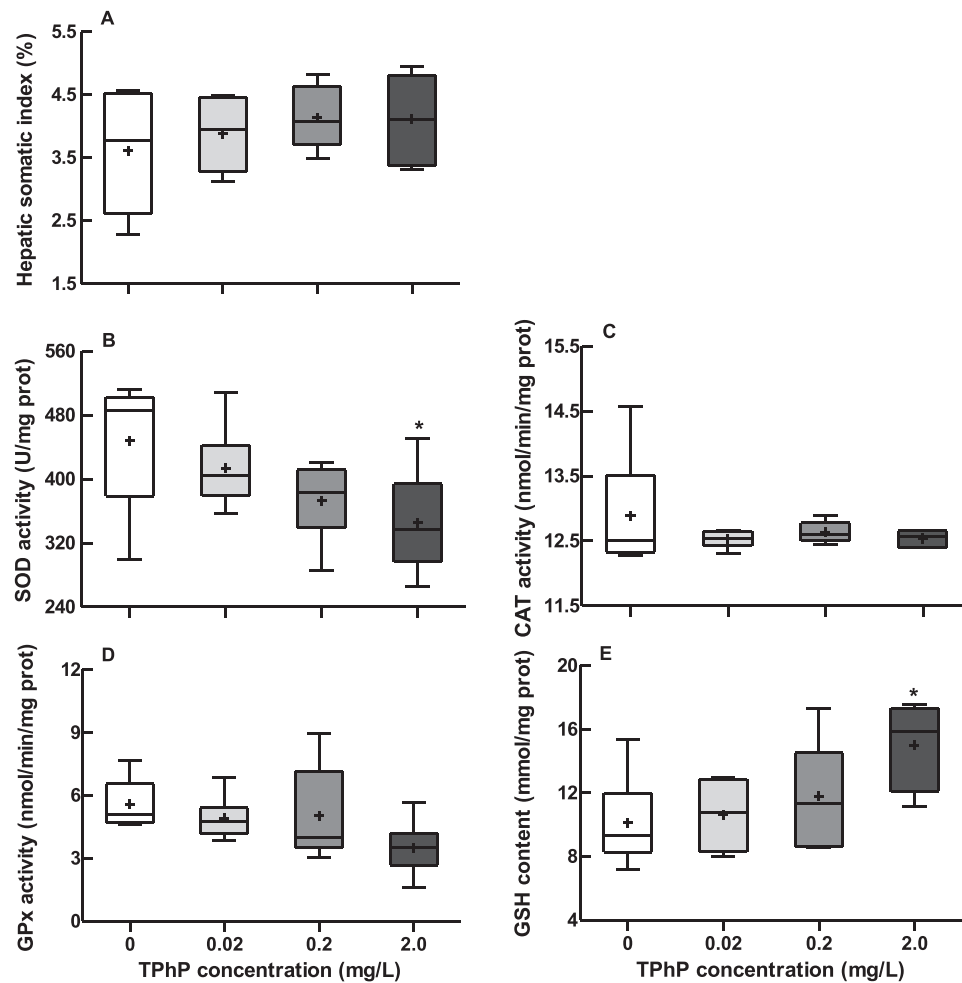 A
Hepatic somatic index (%)
5.5
4.5
3.5
2.5
1.5
B
SOD activity (U/mg prot)
560
480
400
320
240
*
C
CAT activity (nmol/min/mg prot)
15.5
14.5
13.5
12.5
11.5
D
GPx activity (nmol/min/mg prot)
12
9
6
3
0
0 0.02 0.2 2.0
TPhP concentration (mg/L)
E
GSH content (mmol/mg prot)
20
16
12
8
4
*
0 0.02 0.2 2.0
TPhP concentration (mg/L)